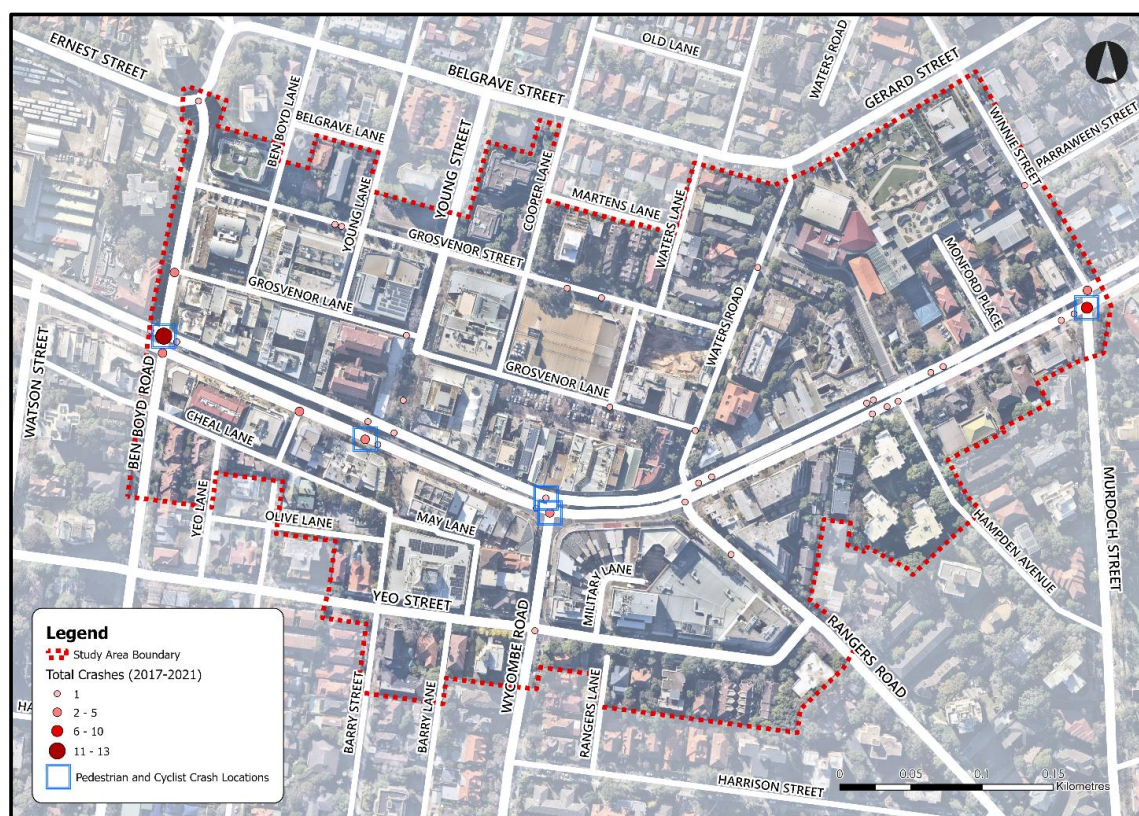 ERNEST STREET
OLD LANE
WATERS ROAD
GERARD STREET
BELGRAVE STREET
BEN BOYD LANE
BELGRAVE LANE
YOUNG STREET
WINNIE STREET
PARRAWEEN STREET
COOPER LANE
YOUNG LANE
MARTENS LANE
WATERS LANE
GROSVENOR STREET
MONFORD PLACE
GROSVENOR LANE
WATERS ROAD
WATSON STREET
BEN BOYD ROAD
GROSVENOR LANE
CHEAL LANE
MURDOCH STREET
YEO LANE
OLIVE LANE
MAY LANE
HAMPDEN AVENUE
MILITARY LANE
YEO STREET
WYCOMBE ROAD
RANGERS ROAD
BARRY STREET
BARRY LANE
RANGERS LANE
HARRISON STREET
Legend
Study Area Boundary
Total Crashes (2017-2021)
1
2 - 5
6 - 10
11 - 13
Pedestrian and Cyclist Crash Locations
0 0.05 0.1 0.15
Kilometres